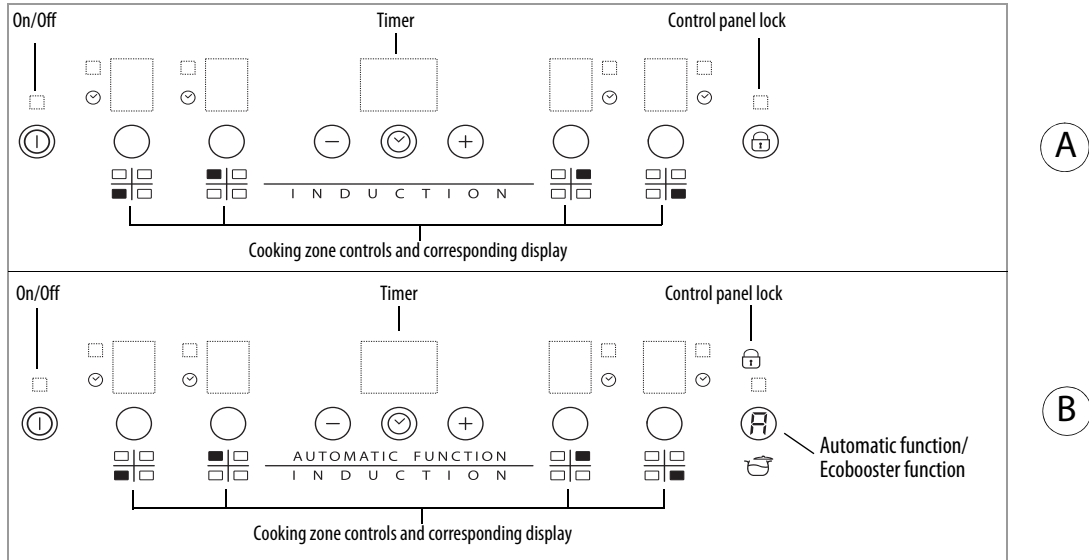 On/Off Timer Control panel lock
A
INDUCTION
Cooking zone controls and corresponding display
On/Off Timer Control panel lock
B
A
AUTOMATIC FUNCTION
INDUCTION
Automatic function/
Ecobooster function
Cooking zone controls and corresponding display